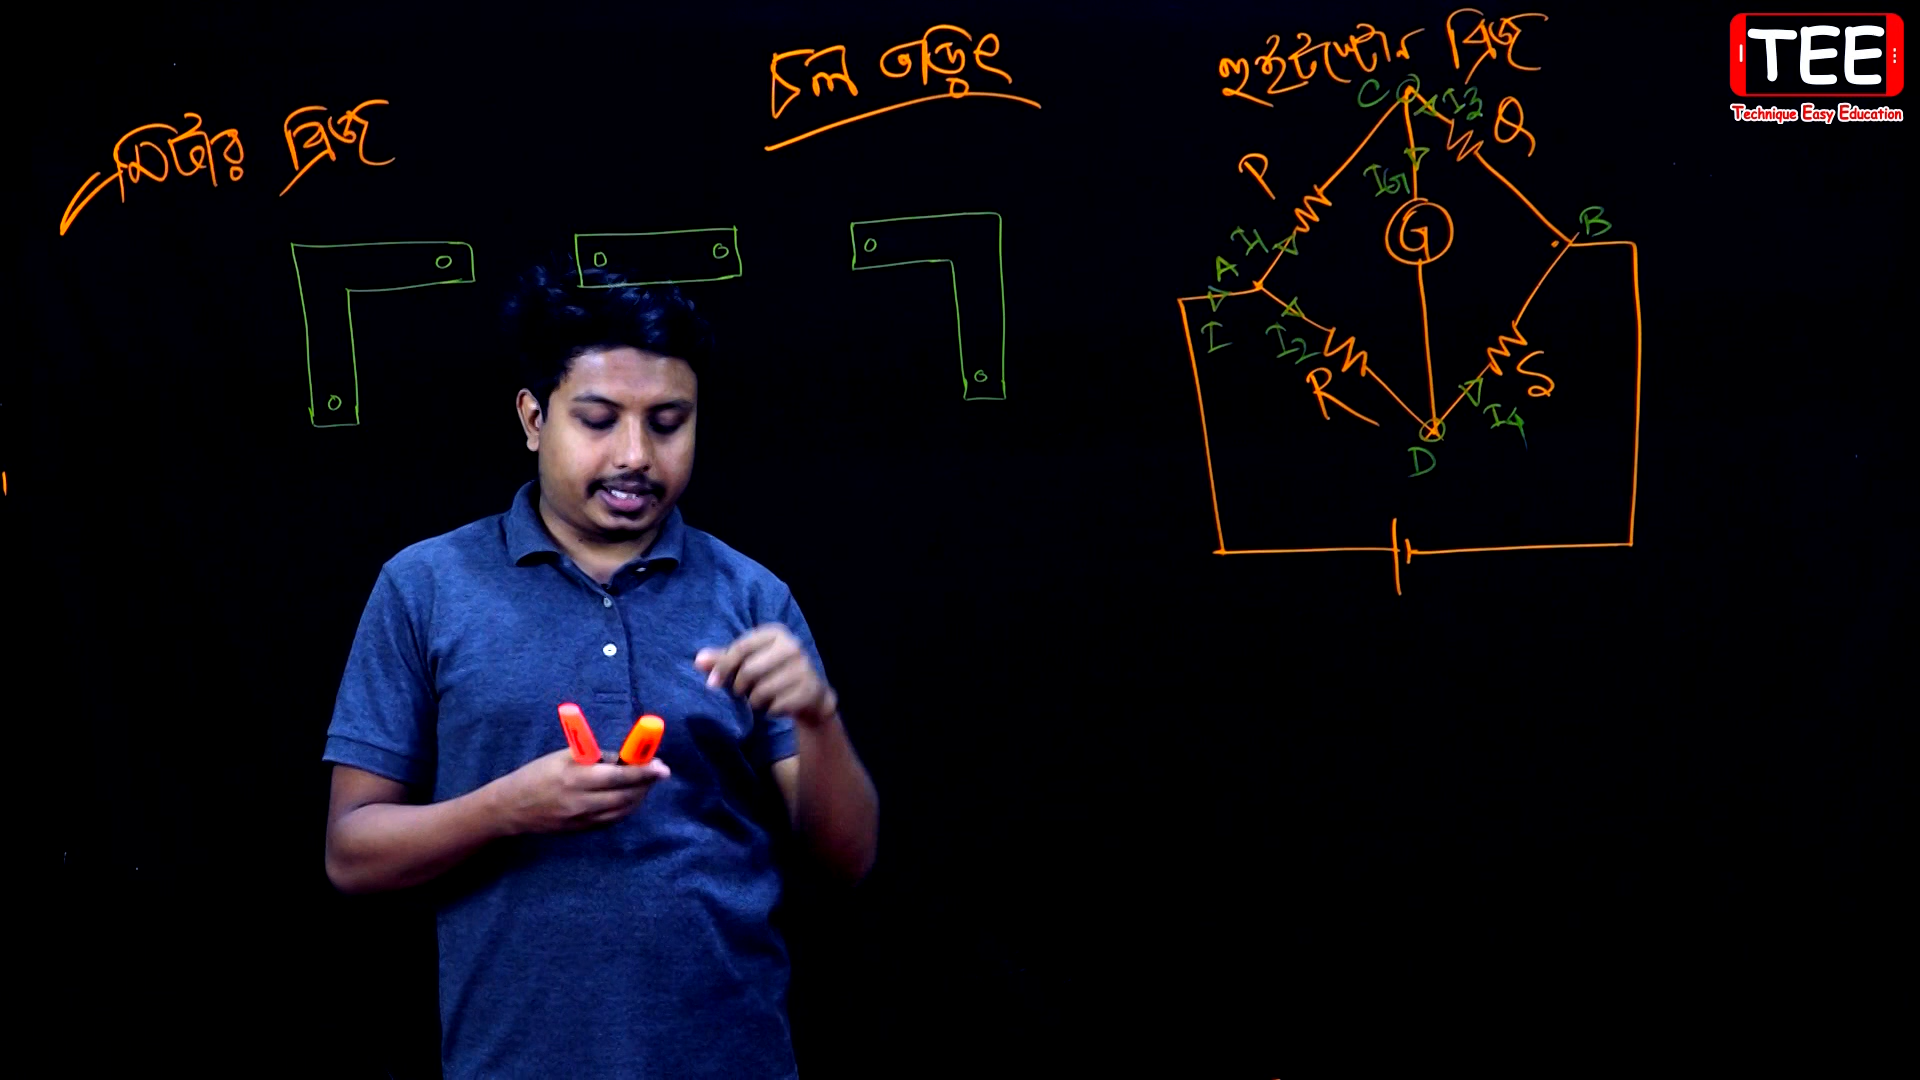 চল তড়িৎ
মিটার ব্রিজ
হুইটস্টোন ব্রিজ
TEE
Technique Easy Education
C I3 Q
P IG
G
B
I1
A
I I2
R S
I4
D